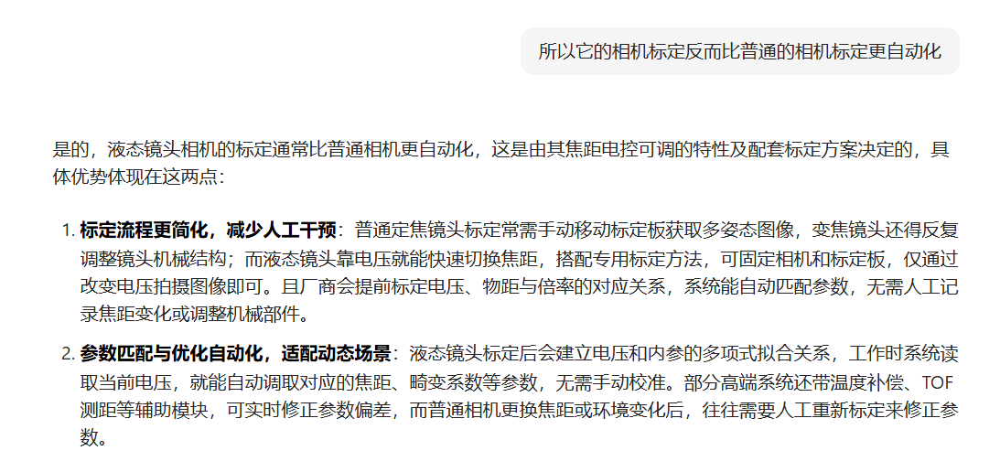 所以它的相机标定反而比普通的相机标定更自动化
是的，液态镜头相机的标定通常比普通相机更自动化，这是由其焦距电控可调的特性及配套标定方案决定的，具
体优势体现在这两点：
1. 标定流程更简化，减少人工干预：普通定焦镜头标定常需手动移动标定板获取多姿态图像，变焦镜头还得反复
调整镜头机械结构；而液态镜头靠电压就能快速切换焦距，搭配专用标定方法，可固定相机和标定板，仅通过
改变电压拍摄图像即可。且厂商会提前标定电压、物距与倍率的对应关系，系统能自动匹配参数，无需人工记
录焦距变化或调整机械部件。
2. 参数匹配与优化自动化，适配动态场景：液态镜头标定后会建立电压和内参的多项式拟合关系，工作时系统读
取当前电压，就能自动调取对应的焦距、畸变系数等参数，无需手动校准。部分高端系统还带温度补偿、TOF
测距等辅助模块，可实时修正参数偏差，而普通相机更换焦距或环境变化后，往往需要人工重新标定来修正参
数。